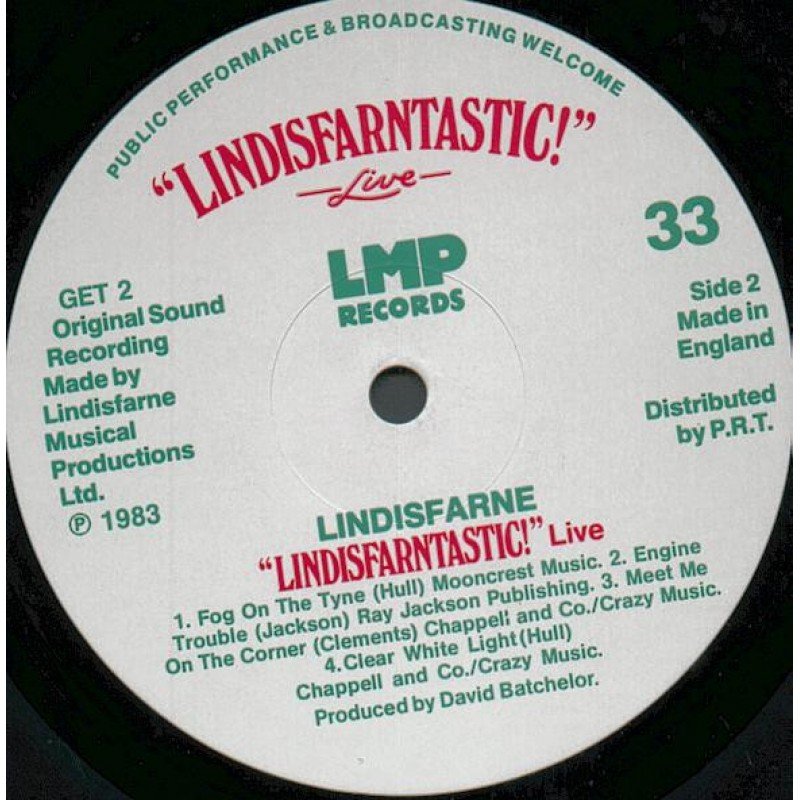 PUBLIC PERFORMANCE & BROADCASTING WELCOME
“LINDISFARNTASTIC!”
Live
LMP
RECORDS
33
GET 2
Original Sound
Recording
Made by
Lindisfarne
Musical
Productions
Ltd.
Ⓟ 1983
Side 2
Made in
England
Distributed
by P.R.T.
LINDISFARNE
“LINDISFARNTASTIC!” Live
1. Fog On The Tyne (Hull) Mooncrest Music. 2. Engine
Trouble (Jackson) Ray Jackson Publishing. 3. Meet Me
On The Corner (Clements) Chappell and Co./Crazy Music.
4.Clear White Light(Hull)
Chappell and Co./Crazy Music.
Produced by David Batchelor.